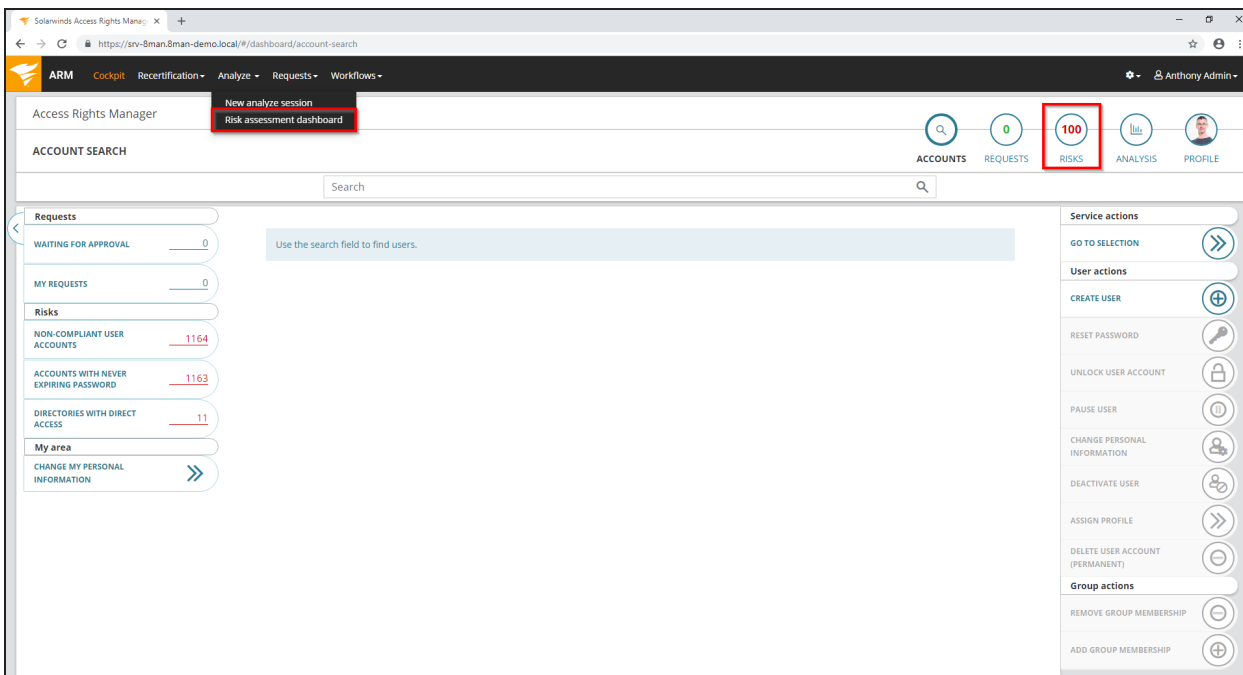 Solarwinds Access Rights Manag
https://srv-8man.8man-demo.local/#/dashboard/account-search
ARM Cockpit Recertification Analyze Requests Workflows Anthony Admin
New analyze session
Risk assessment dashboard
Access Rights Manager
ACCOUNT SEARCH
0 100
ACCOUNTS REQUESTS RISKS ANALYSIS PROFILE
Search
Requests
WAITING FOR APPROVAL 0
MY REQUESTS 0
Risks
NON-COMPLIANT USER
ACCOUNTS 1164
ACCOUNTS WITH NEVER
EXPIRING PASSWORD 1163
DIRECTORIES WITH DIRECT
ACCESS 11
My area
CHANGE MY PERSONAL
INFORMATION
Use the search field to find users.
Service actions
GO TO SELECTION
User actions
CREATE USER
RESET PASSWORD
UNLOCK USER ACCOUNT
PAUSE USER
CHANGE PERSONAL
INFORMATION
DEACTIVATE USER
ASSIGN PROFILE
DELETE USER ACCOUNT
(PERMANENT)
Group actions
REMOVE GROUP MEMBERSHIP
ADD GROUP MEMBERSHIP